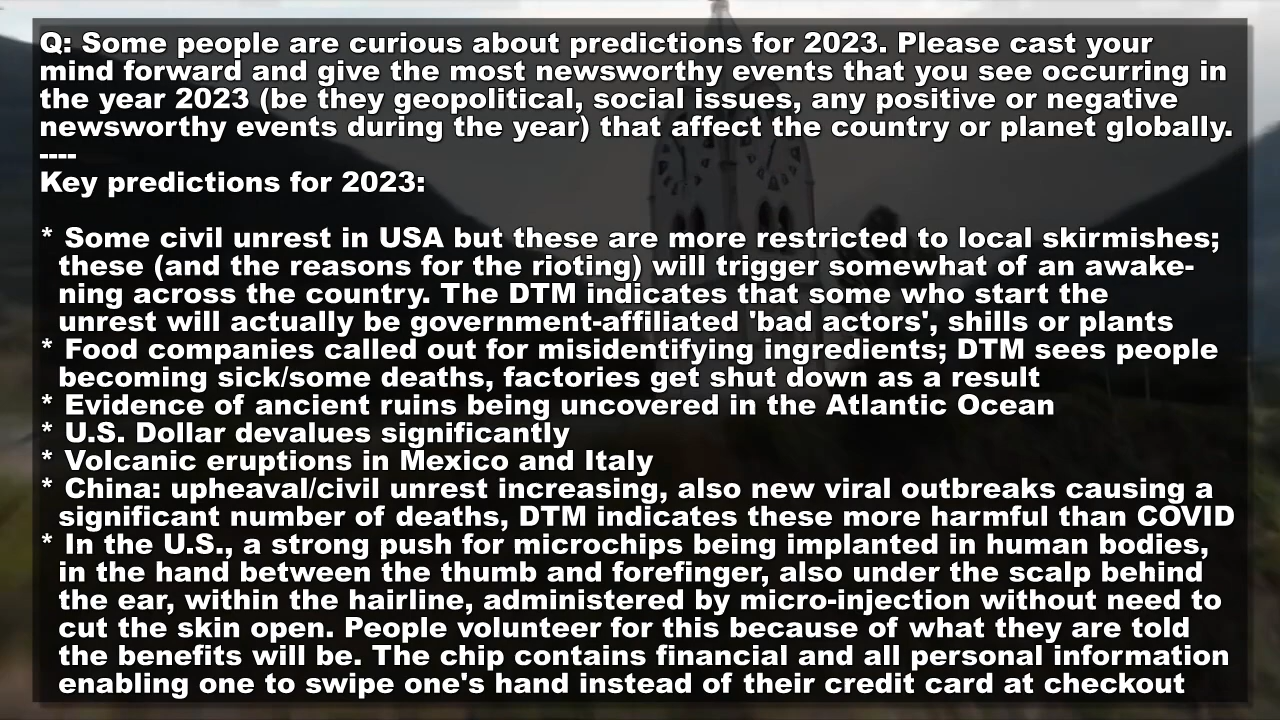 Q: Some people are curious about predictions for 2023. Please cast your
mind forward and give the most newsworthy events that you see occurring in
the year 2023 (be they geopolitical, social issues, any positive or negative
newsworthy events during the year) that affect the country or planet globally.
----
Key predictions for 2023:
* Some civil unrest in USA but these are more restricted to local skirmishes;
these (and the reasons for the rioting) will trigger somewhat of an awake-
ning across the country. The DTM indicates that some who start the
unrest will actually be government-affiliated 'bad actors', shills or plants
* Food companies called out for misidentifying ingredients; DTM sees people
becoming sick/some deaths, factories get shut down as a result
* Evidence of ancient ruins being uncovered in the Atlantic Ocean
* U.S. Dollar devalues significantly
* Volcanic eruptions in Mexico and Italy
* China: upheaval/civil unrest increasing, also new viral outbreaks causing a
significant number of deaths, DTM indicates these more harmful than COVID
* In the U.S., a strong push for microchips being implanted in human bodies,
in the hand between the thumb and forefinger, also under the scalp behind
the ear, within the hairline, administered by micro-injection without need to
cut the skin open. People volunteer for this because of what they are told
the benefits will be. The chip contains financial and all personal information
enabling one to swipe one's hand instead of their credit card at checkout